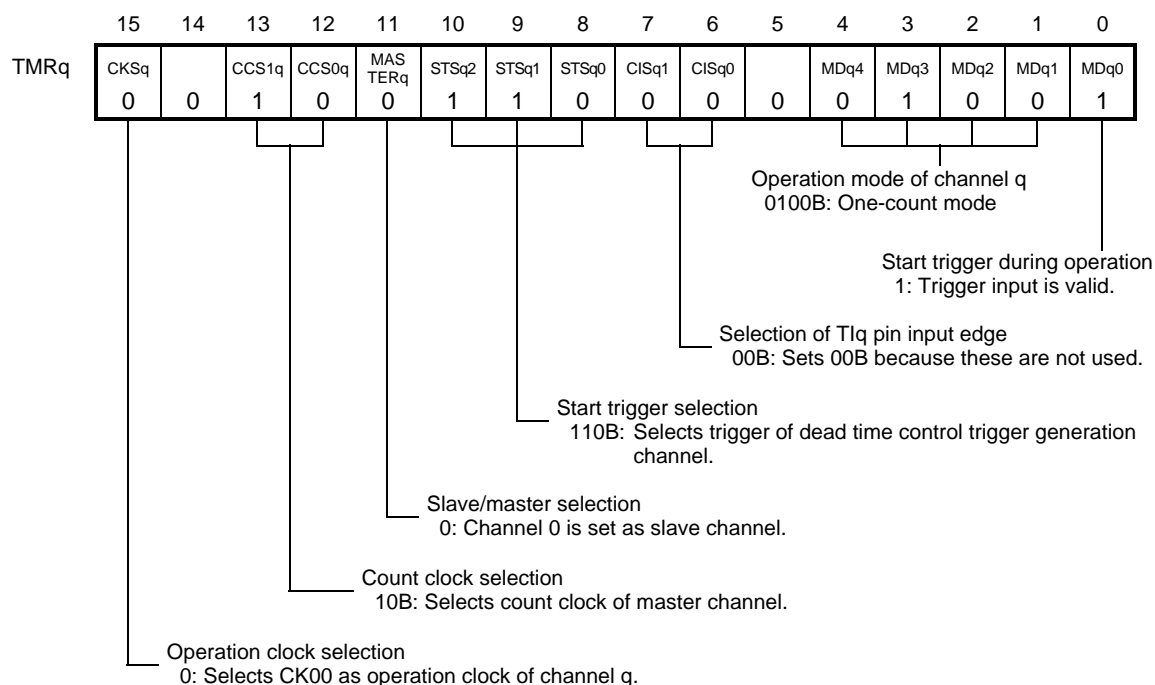 15 14 13 12 11 10 9 8 7 6 5 4 3 2 1 0
TMRq CKSq CCS1q CCS0q MAS TERq STSq2 STSq1 STSq0 CISq1 CISq0 MDq4 MDq3 MDq2 MDq1 MDq0
0 0 1 0 0 1 1 0 0 0 0 0 1 0 0 1
Operation mode of channel q
0100B: One-count mode
Start trigger during operation
1: Trigger input is valid.
Selection of TIq pin input edge
00B: Sets 00B because these are not used.
Start trigger selection
110B: Selects trigger of dead time control trigger generation
channel.
Slave/master selection
0: Channel 0 is set as slave channel.
Count clock selection
10B: Selects count clock of master channel.
Operation clock selection
0: Selects CK00 as operation clock of channel q.